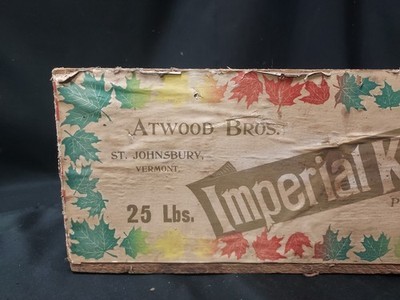 ATWOOD BROS.
ST. JOHNSBURY,
VERMONT.
Imperial K
25 Lbs.
P